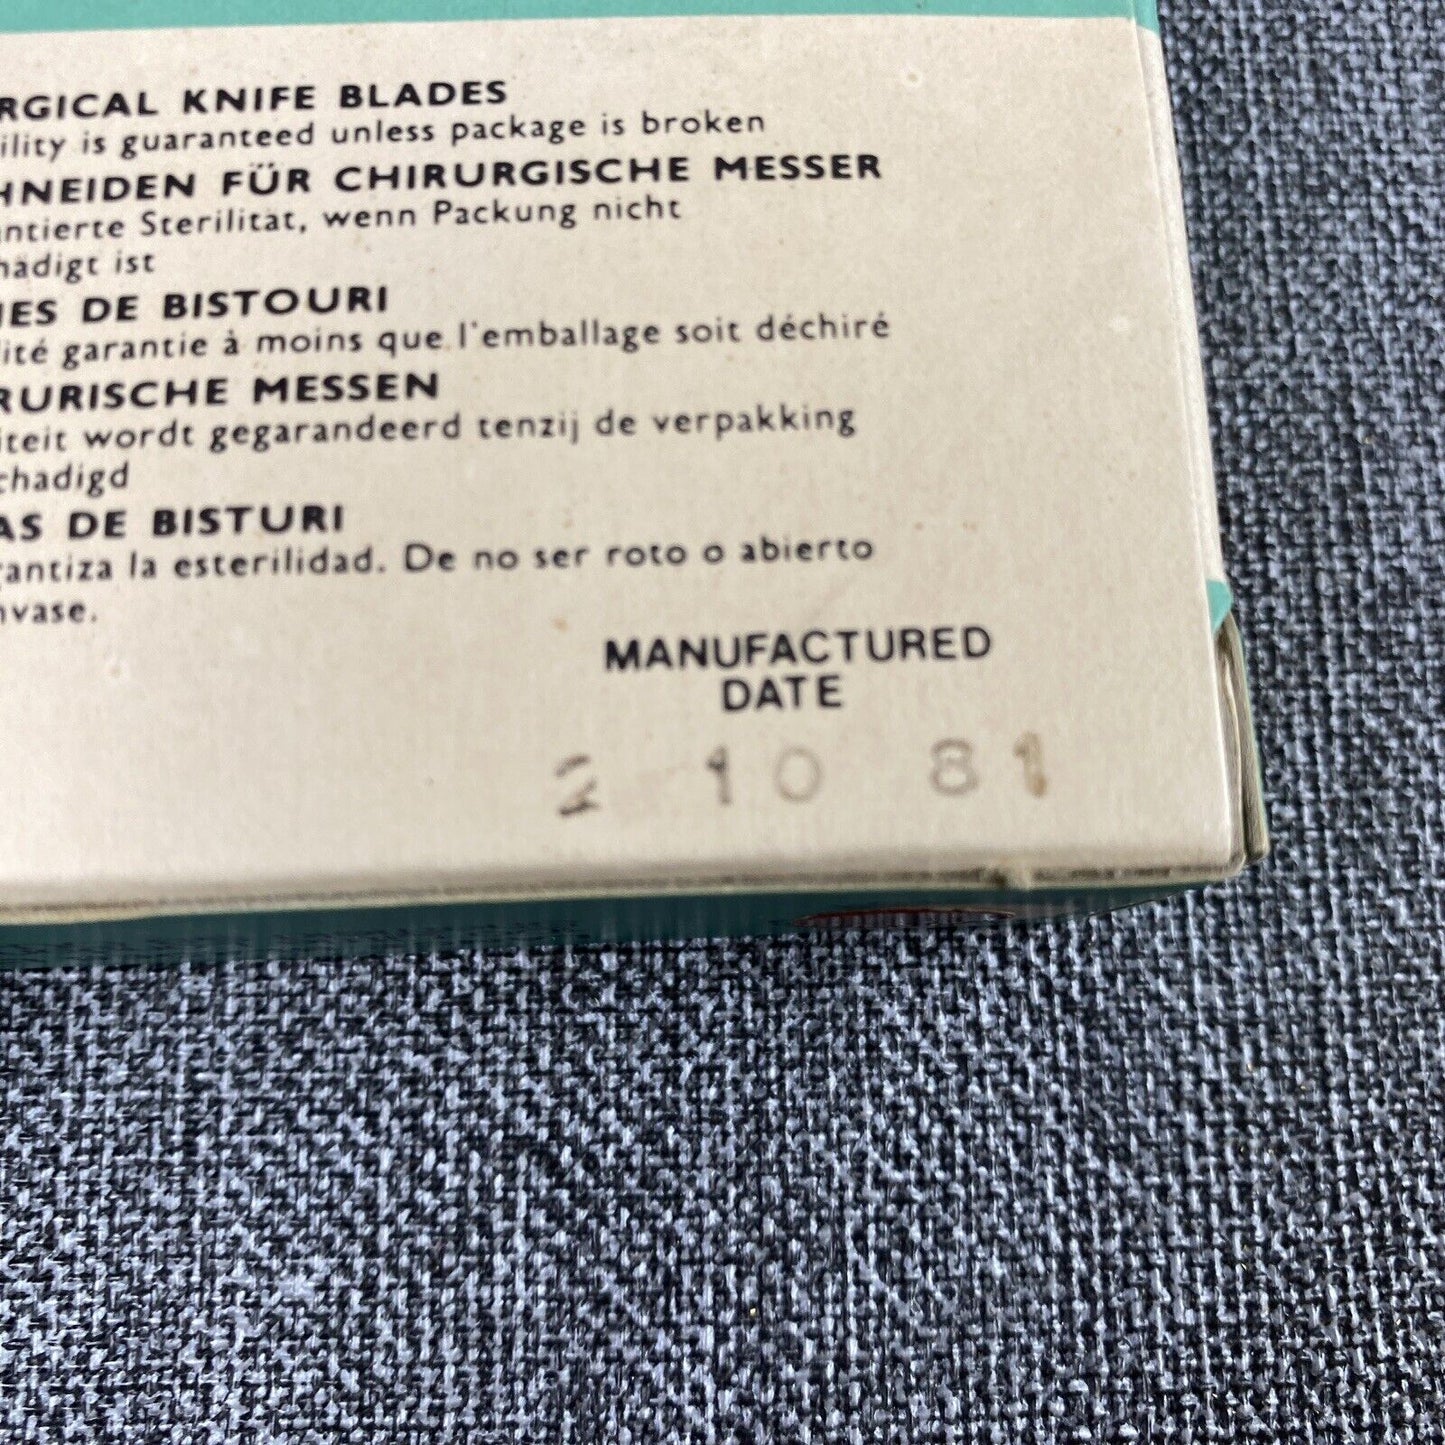 RGICAL KNIFE BLADES
ility is guaranteed unless package is broken
HNEIDEN FÜR CHIRURGISCHE MESSER
ntierte Sterilitat, wenn Packung nicht
hadigt ist
ES DE BISTOURI
lité garantie à moins que l'emballage soit déchiré
RURISCHE MESSEN
iteit wordt gegarandeerd tenzij de verpakking
chadigd
AS DE BISTURI
rantiza la esterilidad. De no ser roto o abierto
nvase.
MANUFACTURED
DATE
2 10 81